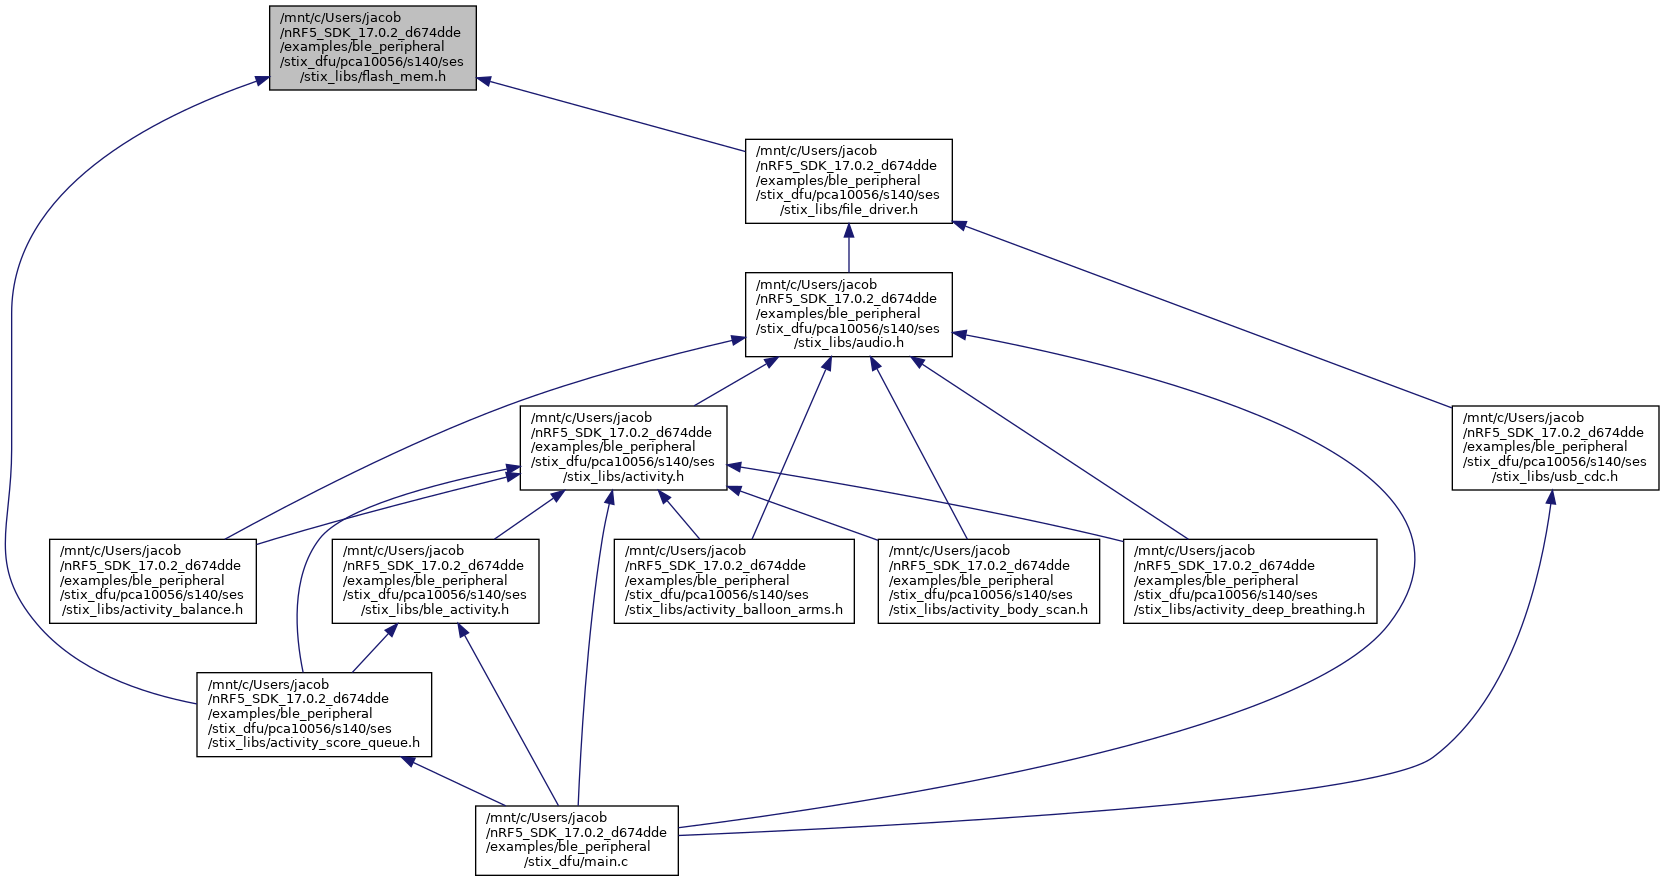 /mnt/c/Users/jacob
/nRF5_SDK_17.0.2_d674dde
/examples/ble_peripheral
/stix_dfu/pca10056/s140/ses
/stix_libs/flash_mem.h
/mnt/c/Users/jacob
/nRF5_SDK_17.0.2_d674dde
/examples/ble_peripheral
/stix_dfu/pca10056/s140/ses
/stix_libs/file_driver.h
/mnt/c/Users/jacob
/nRF5_SDK_17.0.2_d674dde
/examples/ble_peripheral
/stix_dfu/pca10056/s140/ses
/stix_libs/audio.h
/mnt/c/Users/jacob
/nRF5_SDK_17.0.2_d674dde
/examples/ble_peripheral
/stix_dfu/pca10056/s140/ses
/stix_libs/activity.h
/mnt/c/Users/jacob
/nRF5_SDK_17.0.2_d674dde
/examples/ble_peripheral
/stix_dfu/pca10056/s140/ses
/stix_libs/usb_cdc.h
/mnt/c/Users/jacob
/nRF5_SDK_17.0.2_d674dde
/examples/ble_peripheral
/stix_dfu/pca10056/s140/ses
/stix_libs/activity_balance.h
/mnt/c/Users/jacob
/nRF5_SDK_17.0.2_d674dde
/examples/ble_peripheral
/stix_dfu/pca10056/s140/ses
/stix_libs/ble_activity.h
/mnt/c/Users/jacob
/nRF5_SDK_17.0.2_d674dde
/examples/ble_peripheral
/stix_dfu/pca10056/s140/ses
/stix_libs/activity_balloon_arms.h
/mnt/c/Users/jacob
/nRF5_SDK_17.0.2_d674dde
/examples/ble_peripheral
/stix_dfu/pca10056/s140/ses
/stix_libs/activity_body_scan.h
/mnt/c/Users/jacob
/nRF5_SDK_17.0.2_d674dde
/examples/ble_peripheral
/stix_dfu/pca10056/s140/ses
/stix_libs/activity_deep_breathing.h
/mnt/c/Users/jacob
/nRF5_SDK_17.0.2_d674dde
/examples/ble_peripheral
/stix_dfu/pca10056/s140/ses
/stix_libs/activity_score_queue.h
/mnt/c/Users/jacob
/nRF5_SDK_17.0.2_d674dde
/examples/ble_peripheral
/stix_dfu/main.c